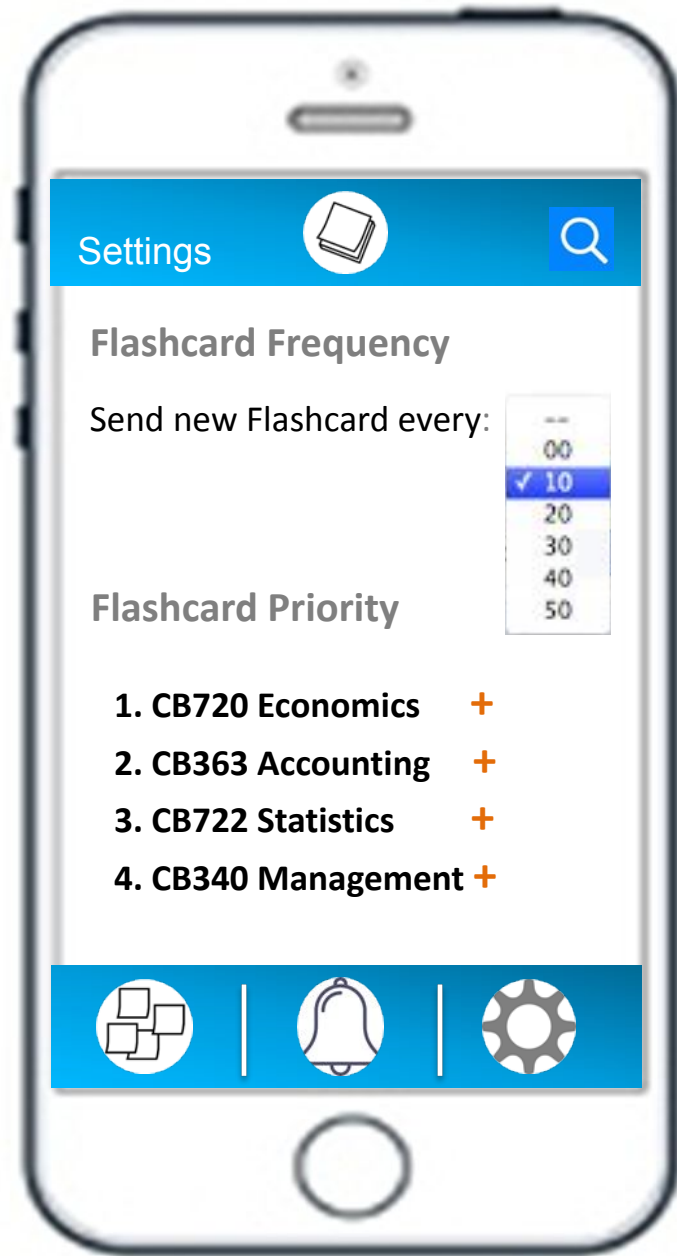 Settings
Flashcard Frequency
Send new Flashcard every:
--
00
✓ 10
20
30
40
50
Flashcard Priority
1. CB720 Economics +
2. CB363 Accounting +
3. CB722 Statistics +
4. CB340 Management +